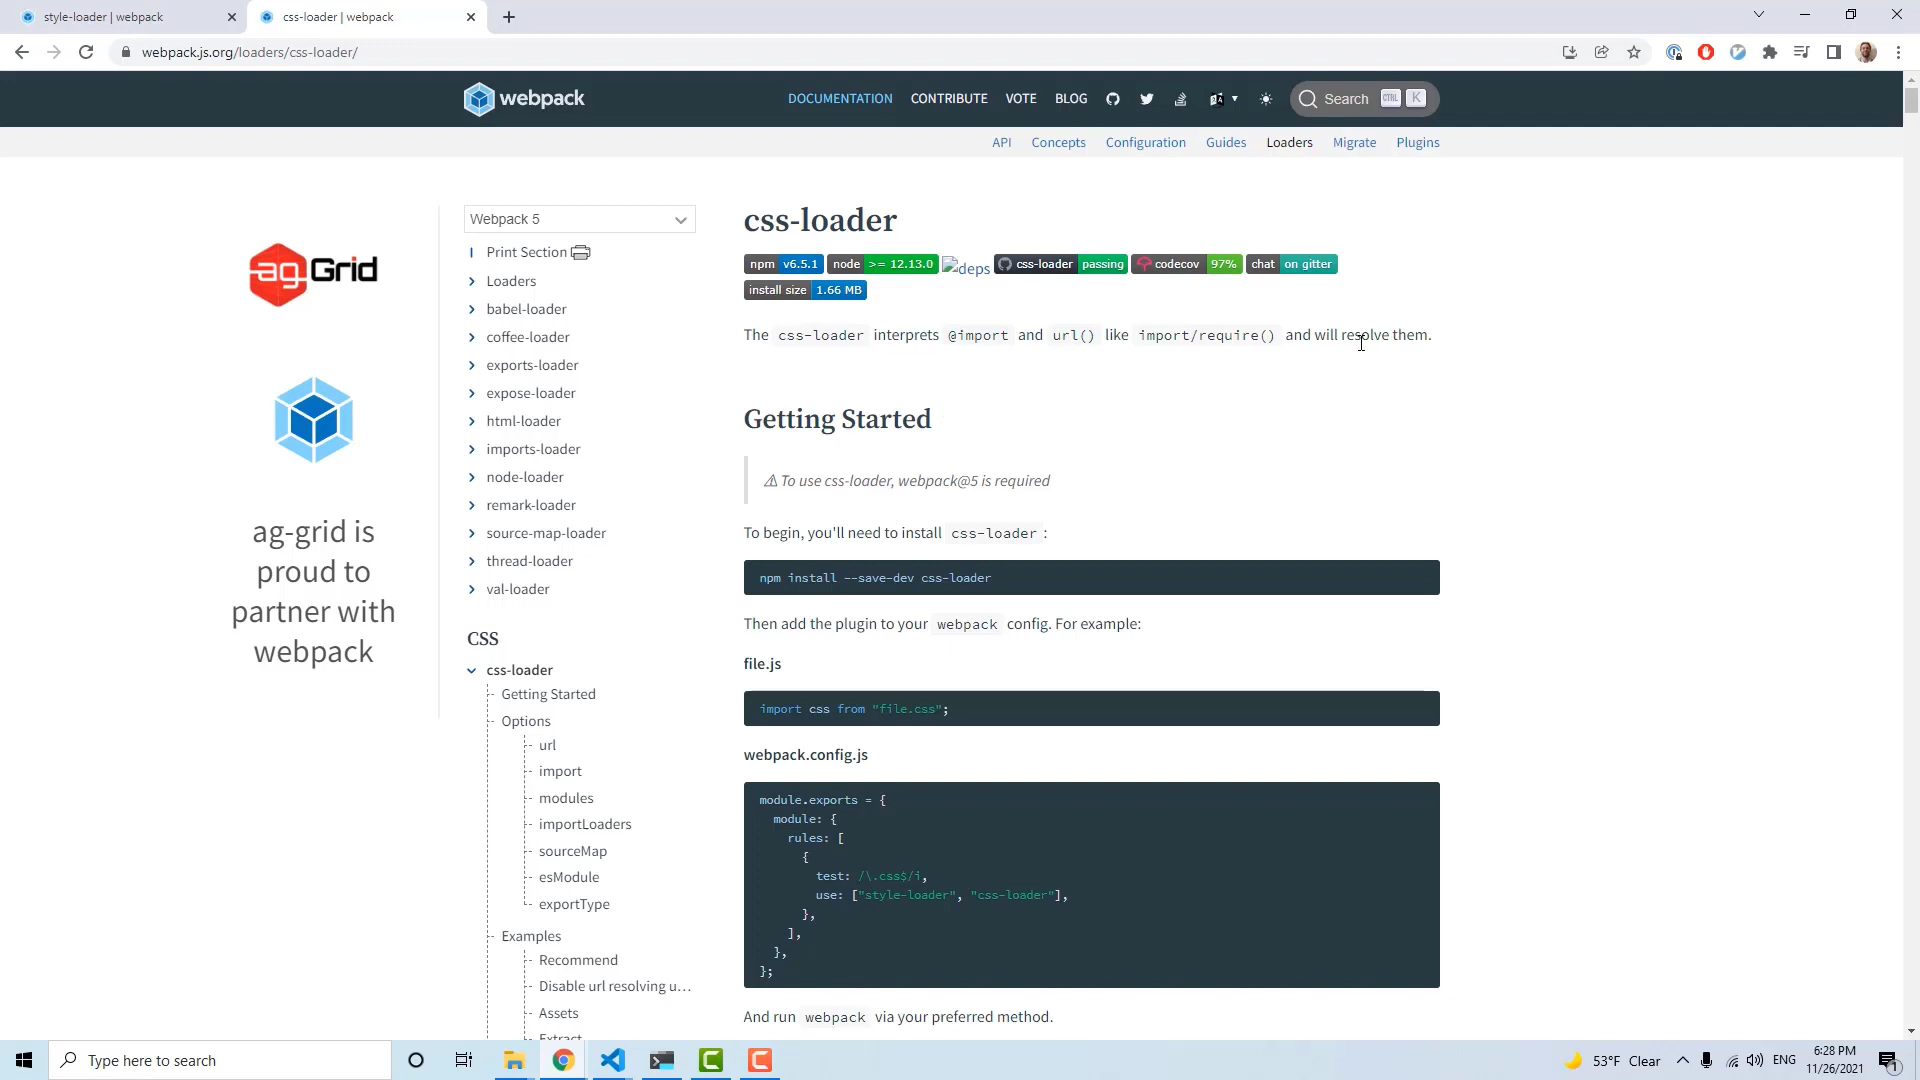 style-loader | webpack
css-loader | webpack
webpack.js.org/loaders/css-loader/
webpack
DOCUMENTATION CONTRIBUTE VOTE BLOG
Search CTRL K
API Concepts Configuration Guides Loaders Migrate Plugins
ag-Grid
ag-grid is
proud to
partner with
webpack
Webpack 5
Print Section
Loaders
babel-loader
coffee-loader
exports-loader
expose-loader
html-loader
imports-loader
node-loader
remark-loader
source-map-loader
thread-loader
val-loader
CSS
css-loader
Getting Started
Options
url
import
modules
importLoaders
sourceMap
esModule
exportType
Examples
Recommend
Disable url resolving u…
Assets
Extract
css-loader
npm v6.5.1 node >= 12.13.0 deps css-loader passing codecov 97% chat on gitter
install size 1.66 MB
The css-loader interprets @import and url() like import/require() and will resolve them.
Getting Started
⚠ To use css-loader, webpack@5 is required
To begin, you'll need to install css-loader :
npm install --save-dev css-loader
Then add the plugin to your webpack config. For example:
file.js
import css from "file.css";
webpack.config.js
module.exports = {
module: {
rules: [
{
test: /\.css$/i,
use: ["style-loader", "css-loader"],
},
],
},
};
And run webpack via your preferred method.
Type here to search
53°F Clear
ENG
6:28 PM
11/26/2021
1